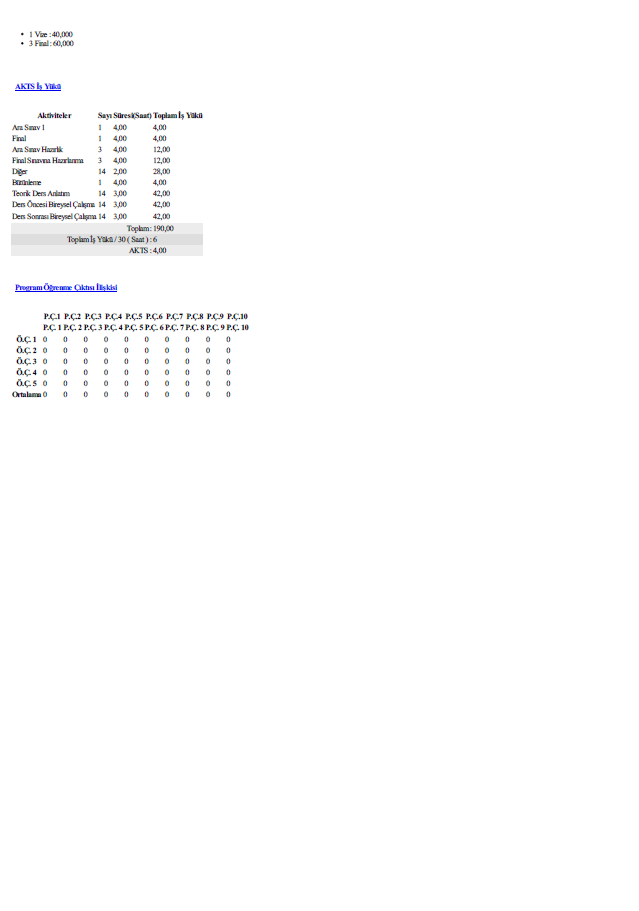 • 1 Vize : 40,000
• 3 Final : 60,000
AKTS İş Yükü
Aktiviteler Sayı Süresi(Saat) Toplam İş Yükü
Ara Sınav 1 1 4,00 4,00
Final 1 4,00 4,00
Ara Sınav Hazırlık 3 4,00 12,00
Final Sınavına Hazırlanma 3 4,00 12,00
Diğer 14 2,00 28,00
Bütünleme 1 4,00 4,00
Teorik Ders Anlatım 14 3,00 42,00
Ders Öncesi Bireysel Çalışma 14 3,00 42,00
Ders Sonrası Bireysel Çalışma 14 3,00 42,00
Toplam : 190,00
Toplam İş Yükü / 30 ( Saat ) : 6
AKTS : 4,00
Program Öğrenme Çıktısı İlişkisi
P.Ç.1 P.Ç.2 P.Ç.3 P.Ç.4 P.Ç.5 P.Ç.6 P.Ç.7 P.Ç.8 P.Ç.9 P.Ç.10
P.Ç. 1 P.Ç. 2 P.Ç. 3 P.Ç. 4 P.Ç. 5 P.Ç. 6 P.Ç. 7 P.Ç. 8 P.Ç. 9 P.Ç. 10
Ö.Ç. 1 0 0 0 0 0 0 0 0 0 0
Ö.Ç. 2 0 0 0 0 0 0 0 0 0 0
Ö.Ç. 3 0 0 0 0 0 0 0 0 0 0
Ö.Ç. 4 0 0 0 0 0 0 0 0 0 0
Ö.Ç. 5 0 0 0 0 0 0 0 0 0 0
Ortalama 0 0 0 0 0 0 0 0 0 0